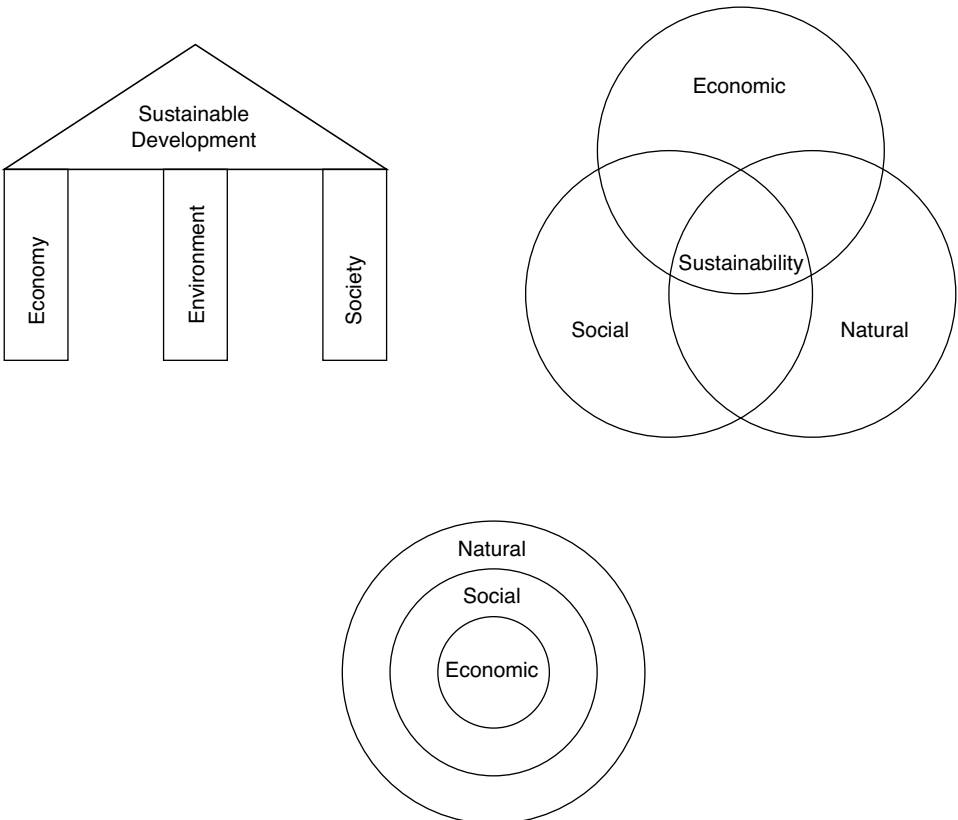 Sustainable
Development
Economy
Environment
Society
Economic
Sustainability
Social
Natural
Natural
Social
Economic